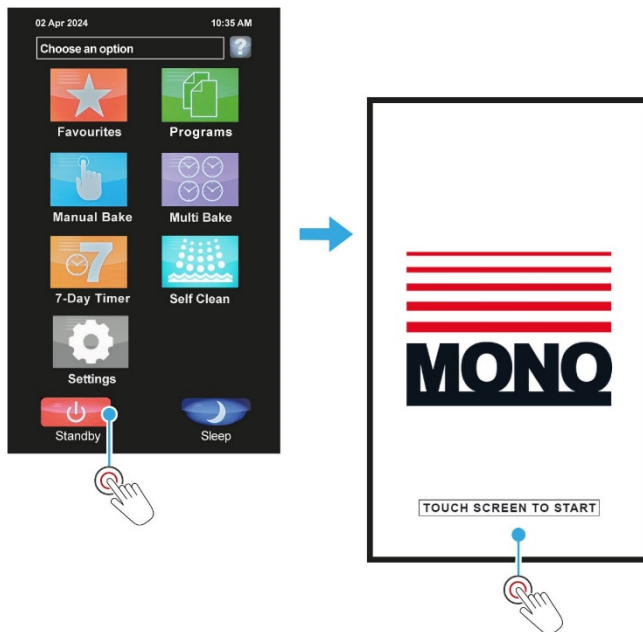 02 Apr 2024 10:35 AM
Choose an option ?
Favourites Programs
Manual Bake Multi Bake
7
7-Day Timer Self Clean
Settings
Standby Sleep
MONO
TOUCH SCREEN TO START